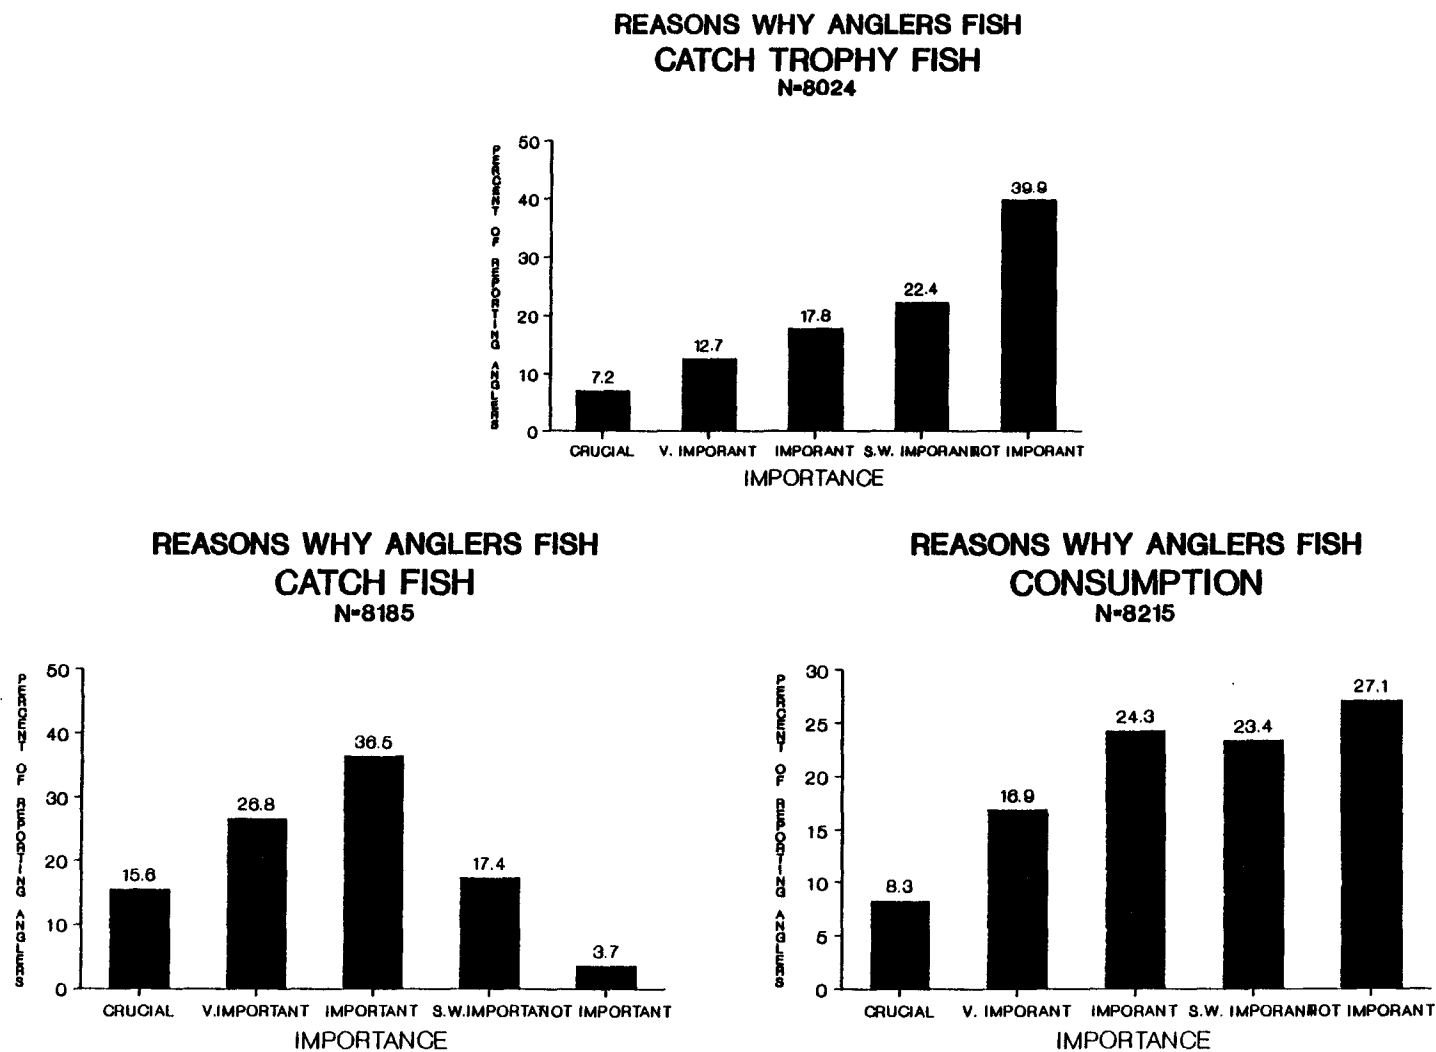 REASONS WHY ANGLERS FISH
CATCH TROPHY FISH
N=8024
PERCENT OF REPORTING ANGLERS
50
40
30
20
10
0
7.2
12.7
17.8
22.4
39.9
CRUCIAL V. IMPORANT IMPORANT S.W. IMPORANT NOT IMPORANT
IMPORTANCE
REASONS WHY ANGLERS FISH
CATCH FISH
N=8185
PERCENT OF REPORTING ANGLERS
50
40
30
20
10
0
15.6
26.8
36.5
17.4
3.7
CRUCIAL V.IMPORTANT IMPORTANT S.W.IMPORTANT NOT IMPORTANT
IMPORTANCE
REASONS WHY ANGLERS FISH
CONSUMPTION
N=8215
PERCENT OF REPORTING ANGLERS
30
25
20
15
10
5
0
8.3
16.9
24.3
23.4
27.1
CRUCIAL V. IMPORANT IMPORANT S.W. IMPORANT NOT IMPORANT
IMPORTANCE